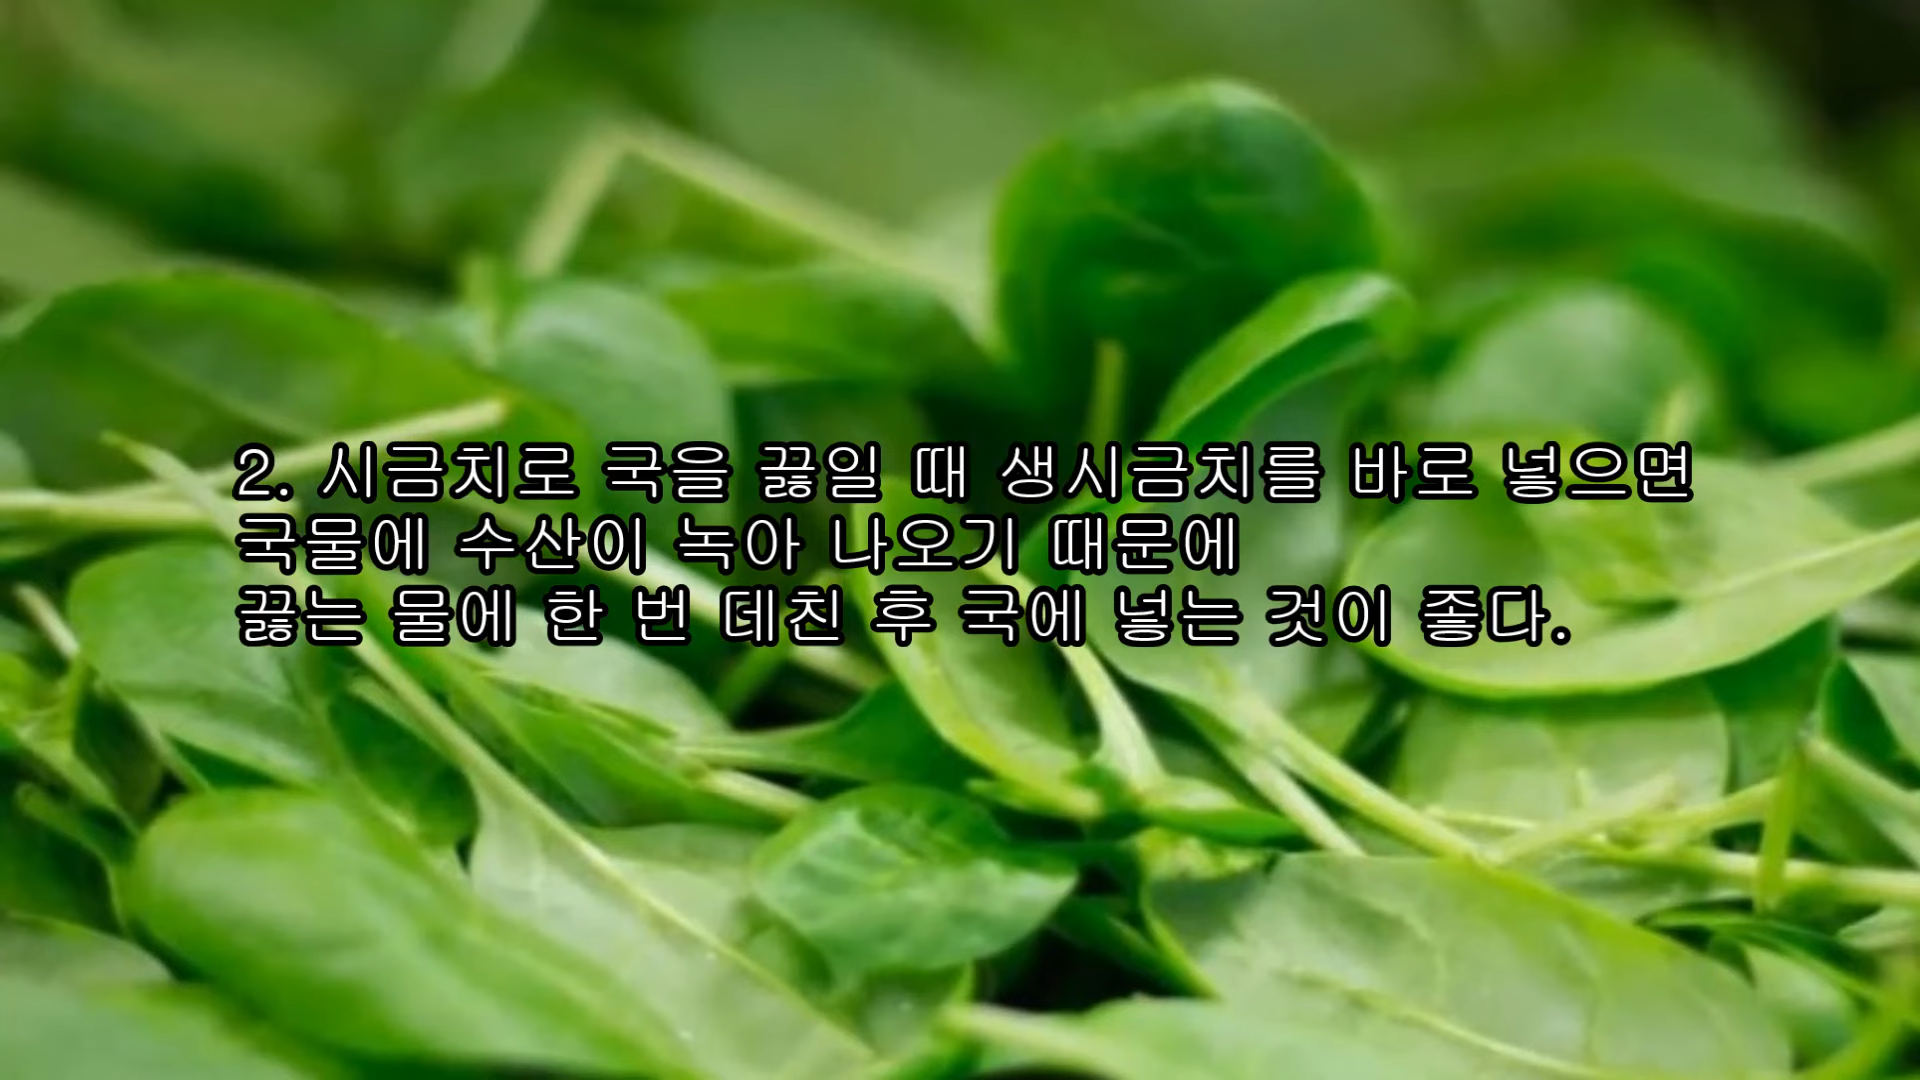 2. 시금치로 국을 끓일 때 생시금치를 바로 넣으면
국물에 수산이 녹아 나오기 때문에
끓는 물에 한 번 데친 후 국에 넣는 것이 좋다.